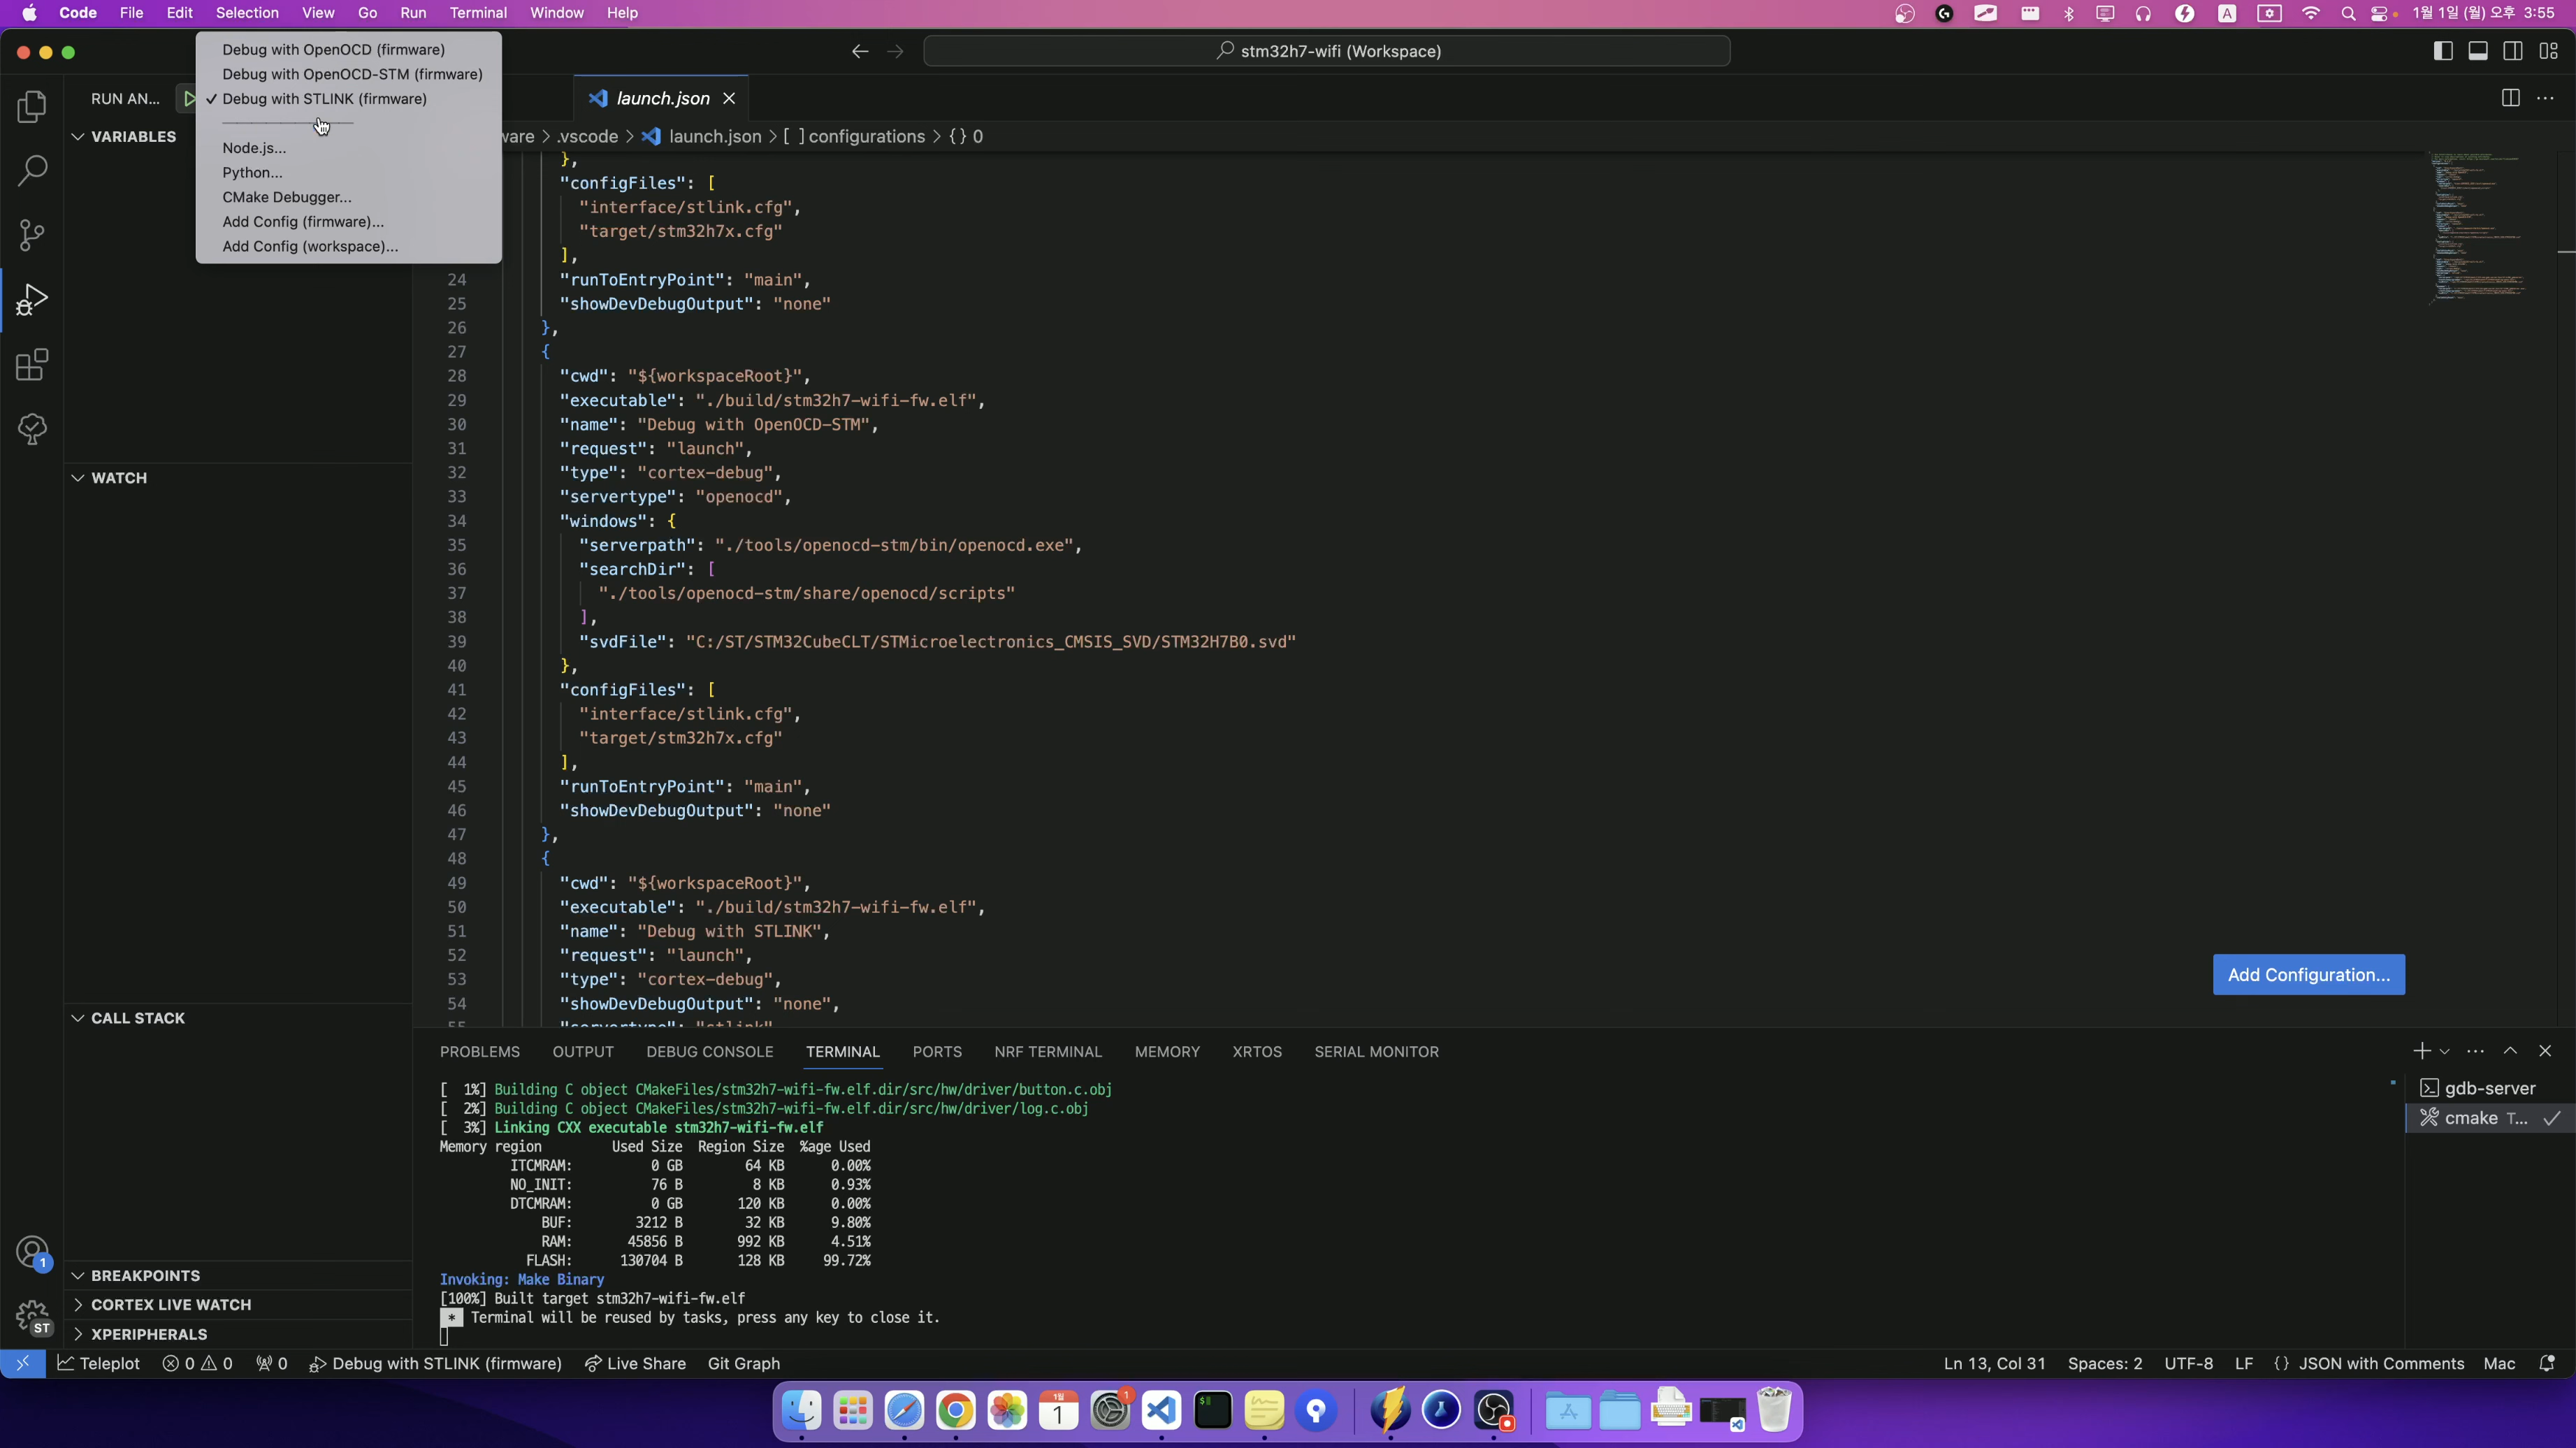 Code File Edit Selection View Go Run Terminal Window Help
A
1월 1일 (월) 오후 3:55
stm32h7-wifi (Workspace)
Debug with OpenOCD (firmware)
Debug with OpenOCD-STM (firmware)
✓ Debug with STLINK (firmware)
Node.js...
Python...
CMake Debugger...
Add Config (firmware)...
Add Config (workspace)...
RUN AN...
launch.json
VARIABLES
ware > .vscode > launch.json > [ ] configurations > {} 0
},
"configFiles": [
"interface/stlink.cfg",
"target/stm32h7x.cfg"
],
24 "runToEntryPoint": "main",
25 "showDevDebugOutput": "none"
26 },
27 {
28 "cwd": "${workspaceRoot}",
29 "executable": "./build/stm32h7-wifi-fw.elf",
30 "name": "Debug with OpenOCD-STM",
31 "request": "launch",
32 "type": "cortex-debug",
33 "servertype": "openocd",
34 "windows": {
35 "serverpath": "./tools/openocd-stm/bin/openocd.exe",
36 "searchDir": [
37 "./tools/openocd-stm/share/openocd/scripts"
38 ],
39 "svdFile": "C:/ST/STM32CubeCLT/STMicroelectronics_CMSIS_SVD/STM32H7B0.svd"
40 },
41 "configFiles": [
42 "interface/stlink.cfg",
43 "target/stm32h7x.cfg"
44 ],
45 "runToEntryPoint": "main",
46 "showDevDebugOutput": "none"
47 },
48 {
49 "cwd": "${workspaceRoot}",
50 "executable": "./build/stm32h7-wifi-fw.elf",
51 "name": "Debug with STLINK",
52 "request": "launch",
53 "type": "cortex-debug",
54 "showDevDebugOutput": "none",
55 "servertype": "stlink",
WATCH
CALL STACK
BREAKPOINTS
CORTEX LIVE WATCH
XPERIPHERALS
1
ST
Add Configuration...
PROBLEMS OUTPUT DEBUG CONSOLE TERMINAL PORTS NRF TERMINAL MEMORY XRTOS SERIAL MONITOR
gdb-server
cmake T...
[  1%] Building C object CMakeFiles/stm32h7-wifi-fw.elf.dir/src/hw/driver/button.c.obj
[  2%] Building C object CMakeFiles/stm32h7-wifi-fw.elf.dir/src/hw/driver/log.c.obj
[  3%] Linking CXX executable stm32h7-wifi-fw.elf
Memory region Used Size Region Size %age Used
ITCMRAM: 0 GB 64 KB 0.00%
NO_INIT: 76 B 8 KB 0.93%
DTCMRAM: 0 GB 120 KB 0.00%
BUF: 3212 B 32 KB 9.80%
RAM: 45856 B 992 KB 4.51%
FLASH: 130704 B 128 KB 99.72%
Invoking: Make Binary
[100%] Built target stm32h7-wifi-fw.elf
* Terminal will be reused by tasks, press any key to close it.
Teleplot 0 0 0 Debug with STLINK (firmware) Live Share Git Graph
Ln 13, Col 31 Spaces: 2 UTF-8 LF {} JSON with Comments Mac
1월
1
1